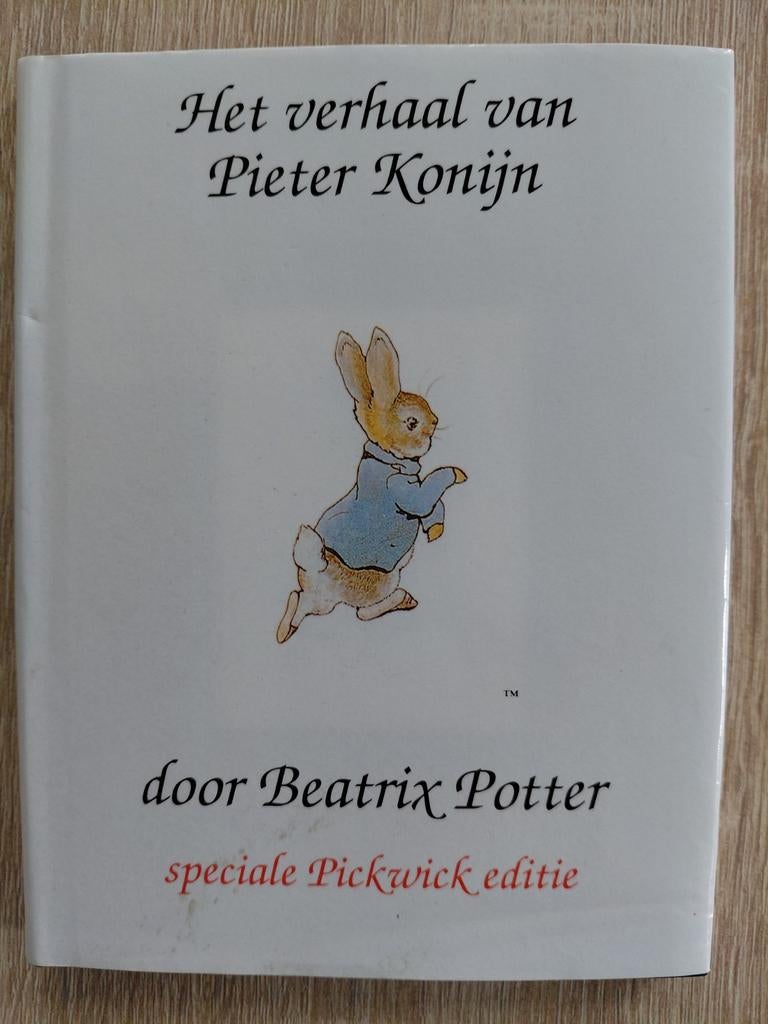 Het verhaal van
Pieter Konijn
TM
door Beatrix Potter
speciale Pickwick editie